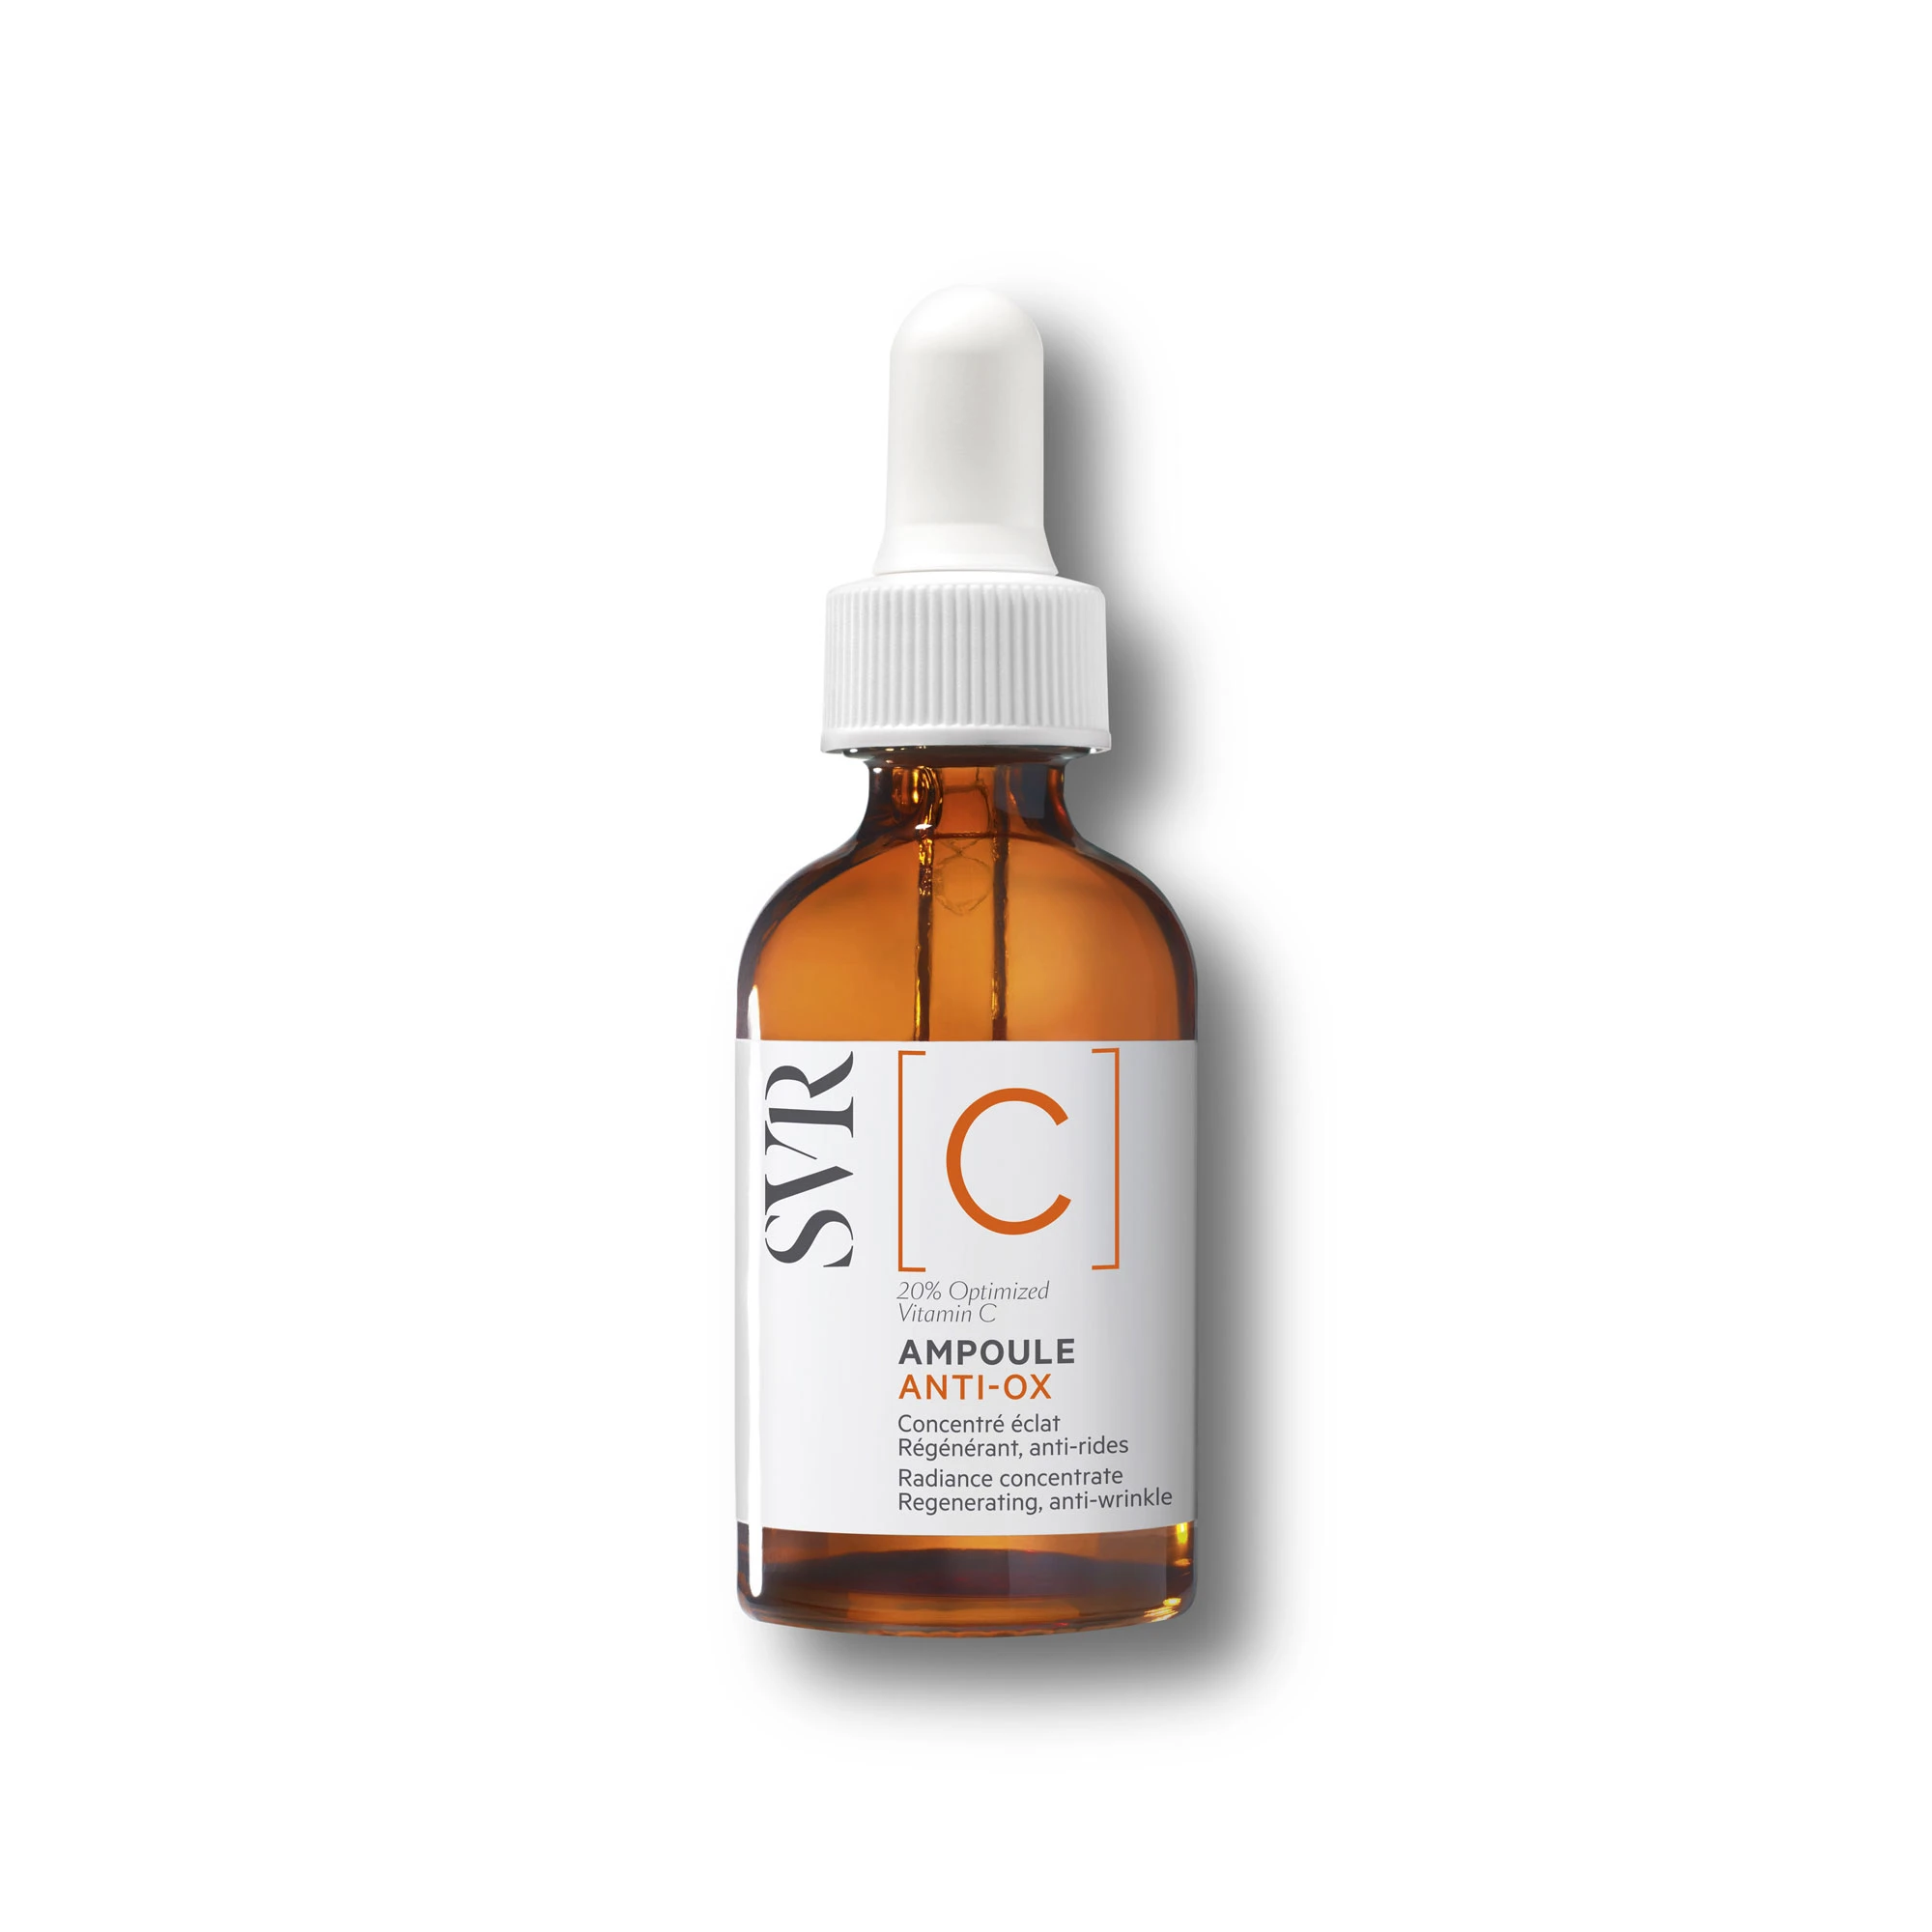 SVR
[C]
20% Optimized
Vitamin C
AMPOULE
ANTI-OX
Concentré éclat
Régénérant, anti-rides
Radiance concentrate
Regenerating, anti-wrinkle